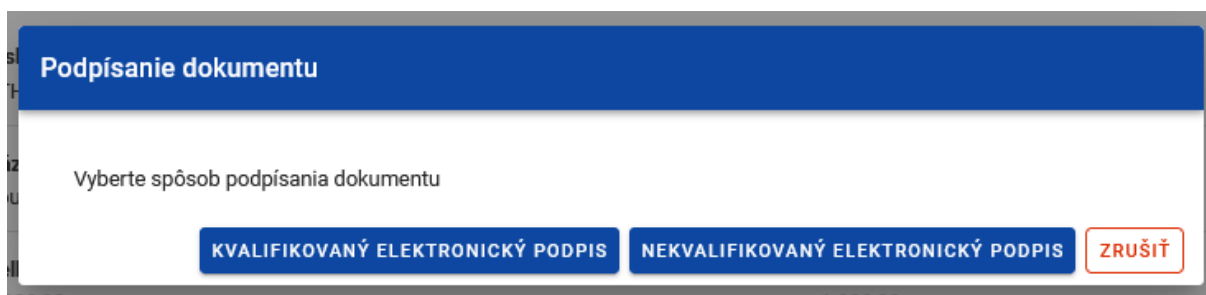 Podpísanie dokumentu
Vyberte spôsob podpísania dokumentu
KVALIFIKOVANÝ ELEKTRONICKÝ PODPIS NEKVALIFIKOVANÝ ELEKTRONICKÝ PODPIS ZRUŠIŤ